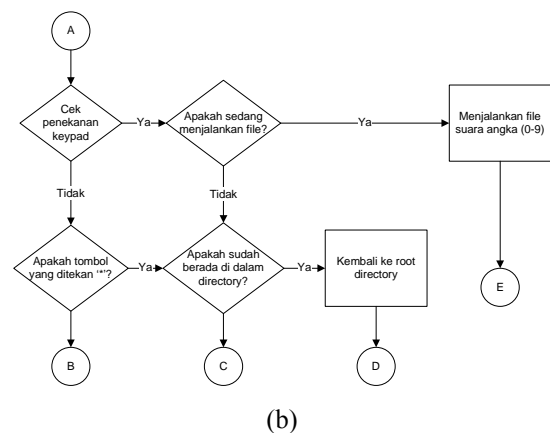 A
Cek
penekanan
keypad
Ya
Apakah sedang
menjalankan file?
Ya
Menjalankan file
suara angka (0-9)
Tidak
Tidak
Apakah tombol
yang ditekan ‘*’?
Ya
Apakah sudah
berada di dalam
directory?
Ya
Kembali ke root
directory
E
B
C
D
(b)